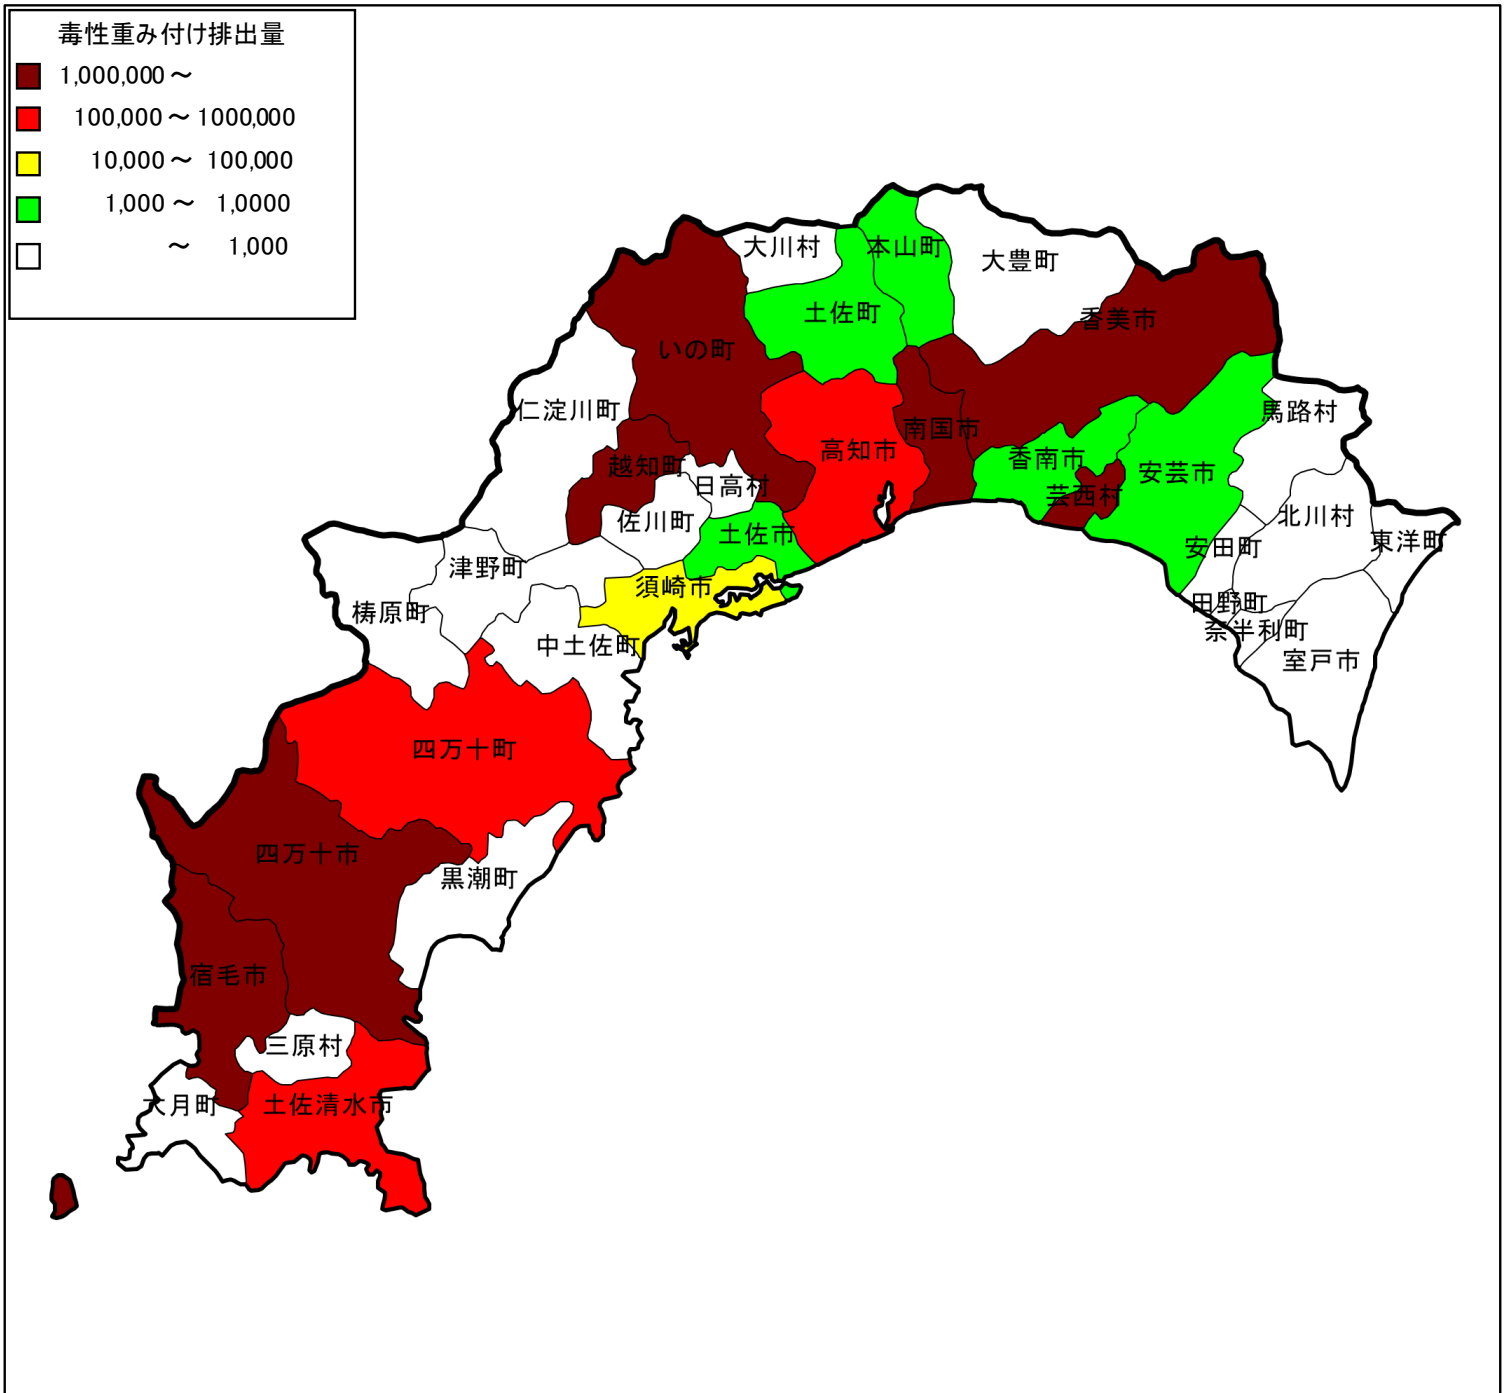 毒性重み付け排出量
1,000,000～
100,000～1000,000
10,000～ 100,000
1,000～ 1,0000
～ 1,000
大川村
本山町
大豊町
土佐町
香美市
いの町
仁淀川町
馬路村
南国市
高知市
香南市
越知町
安芸市
日高村
芸西村
北川村
佐川町
土佐市
東洋町
安田町
津野町
須崎市
田野町
梼原町
奈半利町
中土佐町
室戸市
四万十町
四万十市
黒潮町
宿毛市
三原村
大月町
土佐清水市